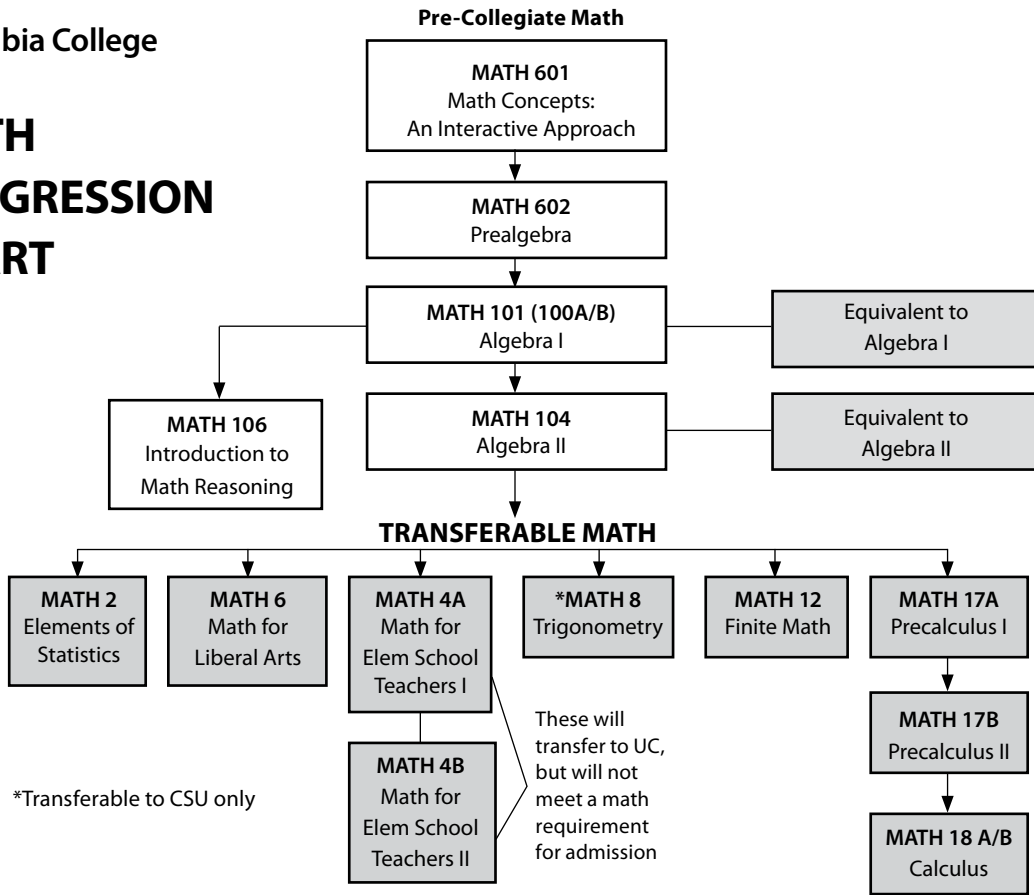 bia College
TH
GRESSION
ART
Pre-Collegiate Math
MATH 601
Math Concepts:
An Interactive Approach
MATH 602
Prealgebra
MATH 101 (100A/B)
Algebra I
Equivalent to
Algebra I
MATH 106
Introduction to
Math Reasoning
MATH 104
Algebra II
Equivalent to
Algebra II
TRANSFERABLE MATH
MATH 2
Elements of
Statistics
MATH 6
Math for
Liberal Arts
MATH 4A
Math for
Elem School
Teachers I
*MATH 8
Trigonometry
MATH 12
Finite Math
MATH 17A
Precalculus I
MATH 4B
Math for
Elem School
Teachers II
These will
transfer to UC,
but will not
meet a math
requirement
for admission
MATH 17B
Precalculus II
MATH 18 A/B
Calculus
*Transferable to CSU only